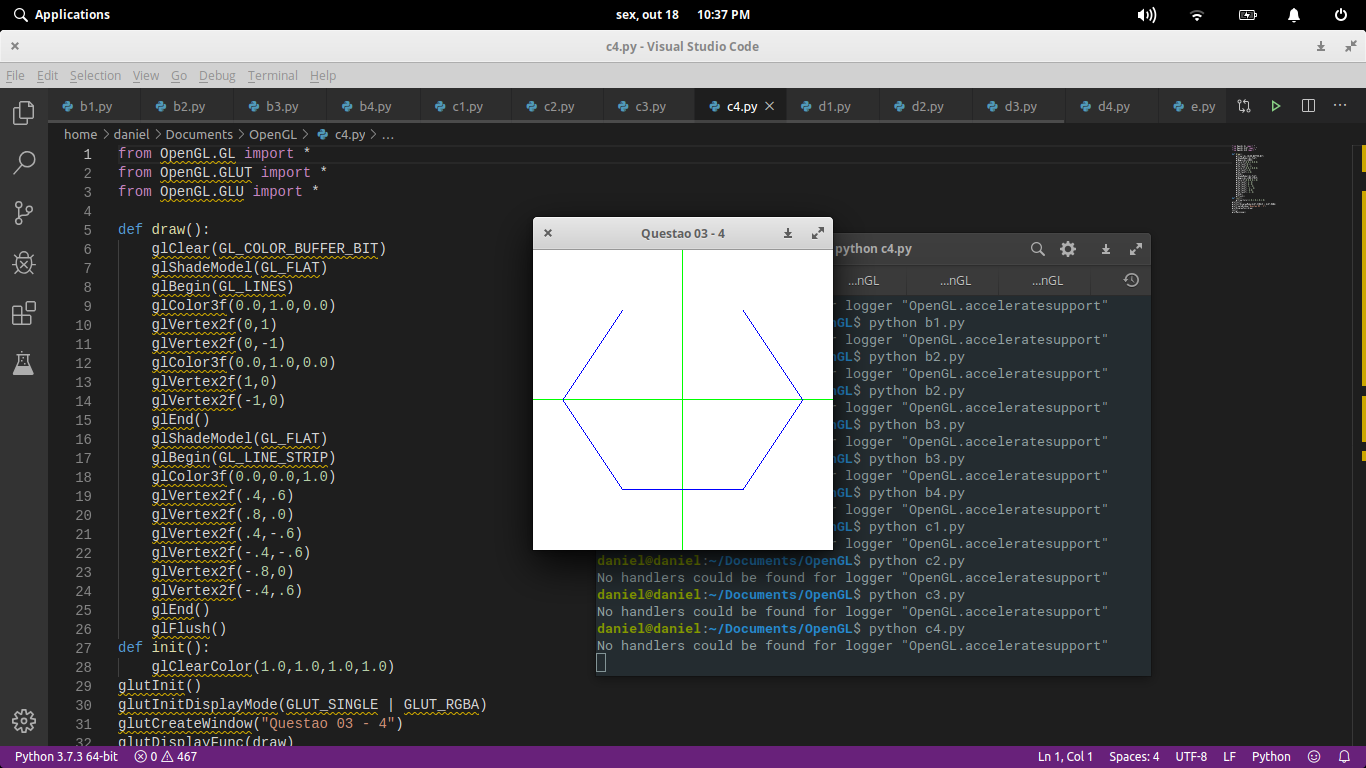 Applications
sex, out 18 10:37 PM
c4.py - Visual Studio Code
File Edit Selection View Go Debug Terminal Help
b1.py b2.py b3.py b4.py c1.py c2.py c3.py c4.py d1.py d2.py d3.py d4.py e.py
home > daniel > Documents > OpenGL > c4.py > ...
1 from OpenGL.GL import *
2 from OpenGL.GLUT import *
3 from OpenGL.GLU import *
4
5 def draw():
6 glClear(GL_COLOR_BUFFER_BIT)
7 glShadeModel(GL_FLAT)
8 glBegin(GL_LINES)
9 glColor3f(0.0,1.0,0.0)
10 glVertex2f(0,1)
11 glVertex2f(0,-1)
12 glColor3f(0.0,1.0,0.0)
13 glVertex2f(1,0)
14 glVertex2f(-1,0)
15 glEnd()
16 glShadeModel(GL_FLAT)
17 glBegin(GL_LINE_STRIP)
18 glColor3f(0.0,0.0,1.0)
19 glVertex2f(.4,.6)
20 glVertex2f(.8,.0)
21 glVertex2f(.4,-.6)
22 glVertex2f(-.4,-.6)
23 glVertex2f(-.8,0)
24 glVertex2f(-.4,.6)
25 glEnd()
26 glFlush()
27 def init():
28 glClearColor(1.0,1.0,1.0,1.0)
29 glutInit()
30 glutInitDisplayMode(GLUT_SINGLE | GLUT_RGBA)
31 glutCreateWindow("Questao 03 - 4")
32 glutDisplayFunc(draw)
Questao 03 - 4
python c4.py
...nGL ...nGL ...nGL
r logger "OpenGL.acceleratesupport"
nGL$ python b1.py
r logger "OpenGL.acceleratesupport"
nGL$ python b2.py
r logger "OpenGL.acceleratesupport"
nGL$ python b2.py
r logger "OpenGL.acceleratesupport"
nGL$ python b3.py
r logger "OpenGL.acceleratesupport"
nGL$ python b3.py
r logger "OpenGL.acceleratesupport"
nGL$ python b4.py
r logger "OpenGL.acceleratesupport"
nGL$ python c1.py
r logger "OpenGL.acceleratesupport"
daniel@daniel:~/Documents/OpenGL$ python c2.py
No handlers could be found for logger "OpenGL.acceleratesupport"
daniel@daniel:~/Documents/OpenGL$ python c3.py
No handlers could be found for logger "OpenGL.acceleratesupport"
daniel@daniel:~/Documents/OpenGL$ python c4.py
No handlers could be found for logger "OpenGL.acceleratesupport"
Python 3.7.3 64-bit 0 467 Ln 1, Col 1 Spaces: 4 UTF-8 LF Python